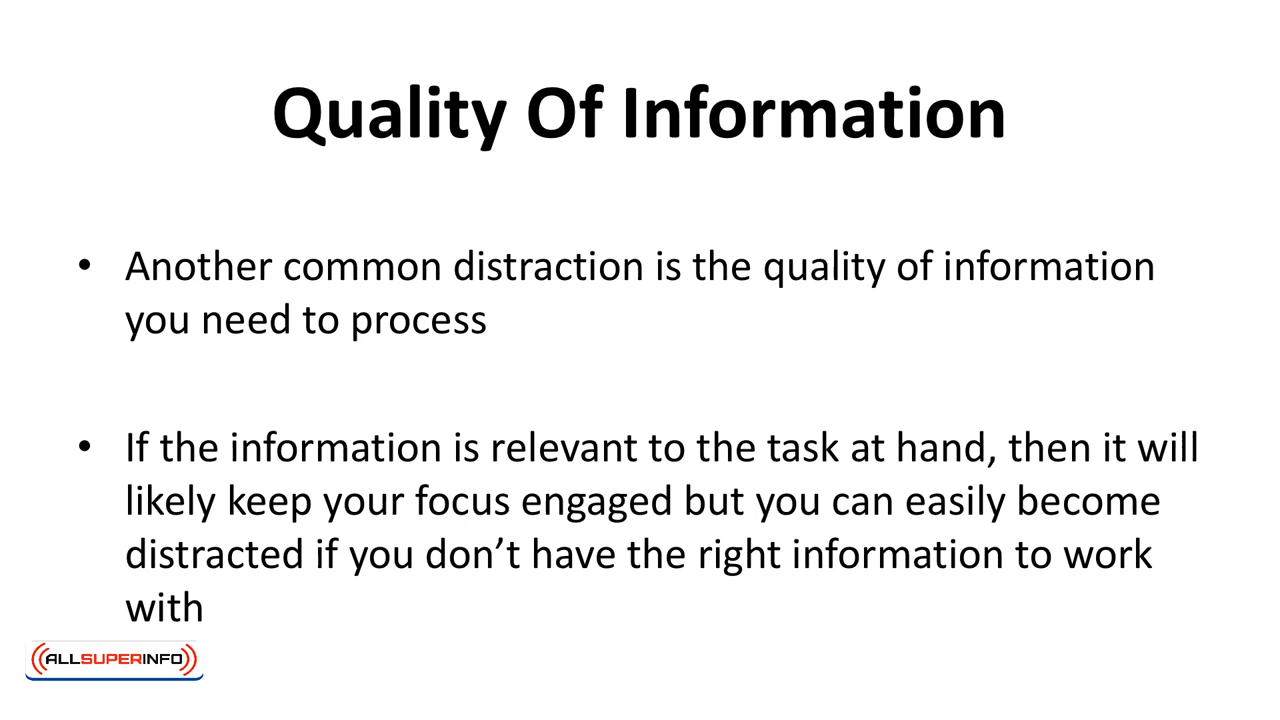 Quality Of Information
• Another common distraction is the quality of information
you need to process
• If the information is relevant to the task at hand, then it will
likely keep your focus engaged but you can easily become
distracted if you don’t have the right information to work
with
ALLSUPERINFO